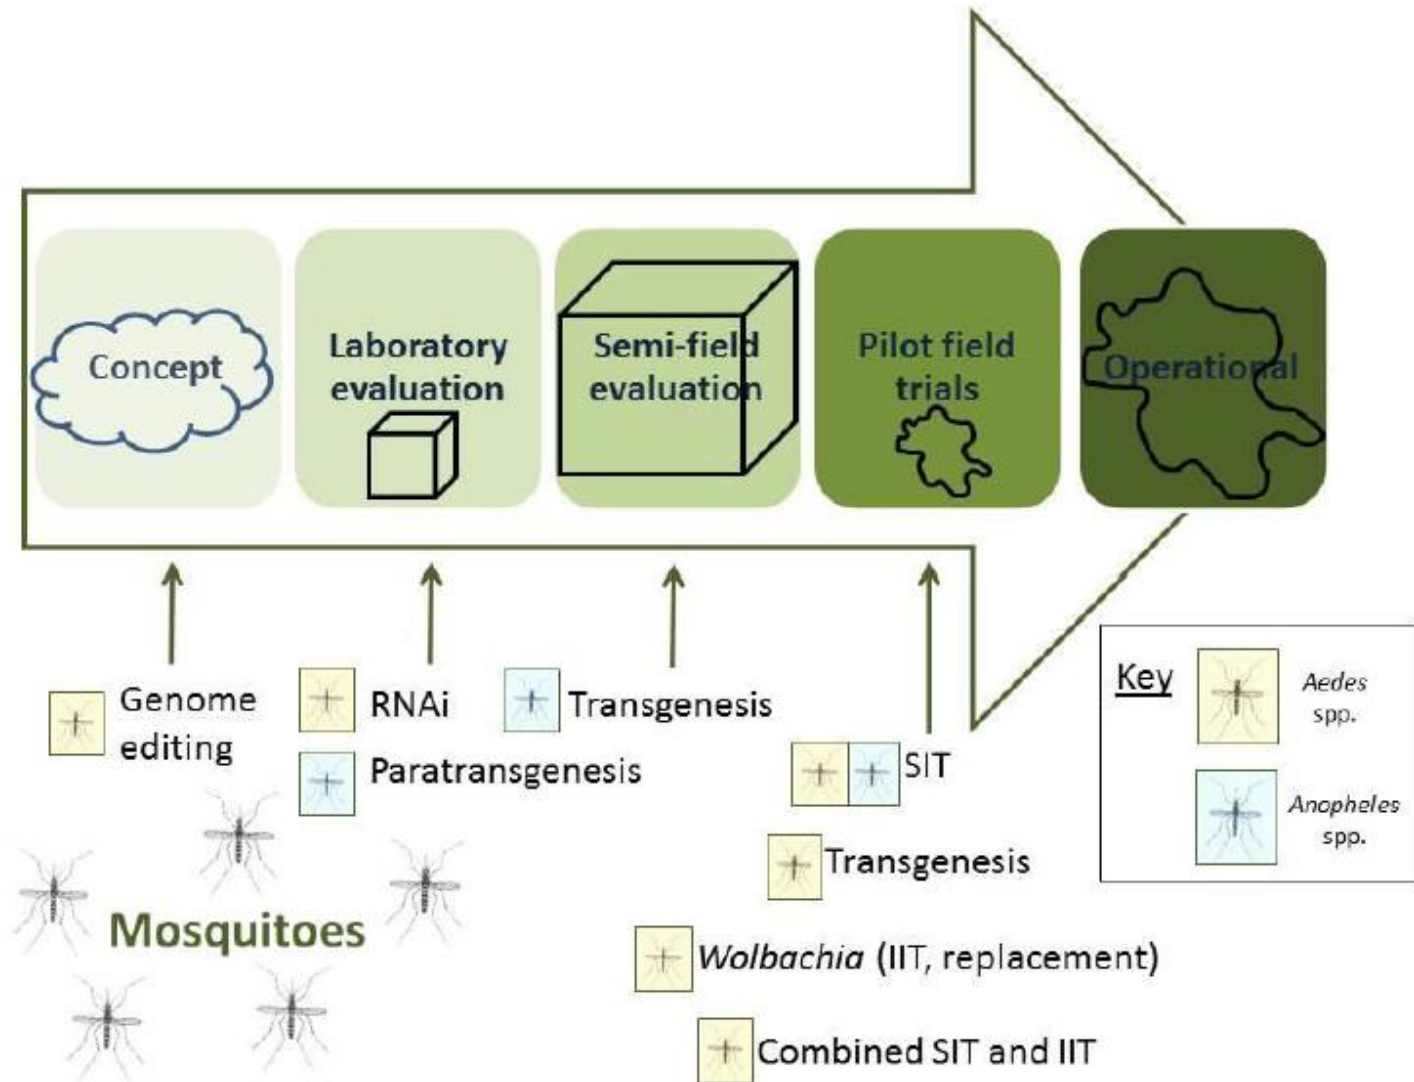 Concept
Laboratory
evaluation
Semi-field
evaluation
Pilot field
trials
Operational
Genome
editing
RNAi
Paratransgenesis
Transgenesis
SIT
Transgenesis
Wolbachia (IIT, replacement)
Combined SIT and IIT
Mosquitoes
Key
Aedes
spp.
Anopheles
spp.